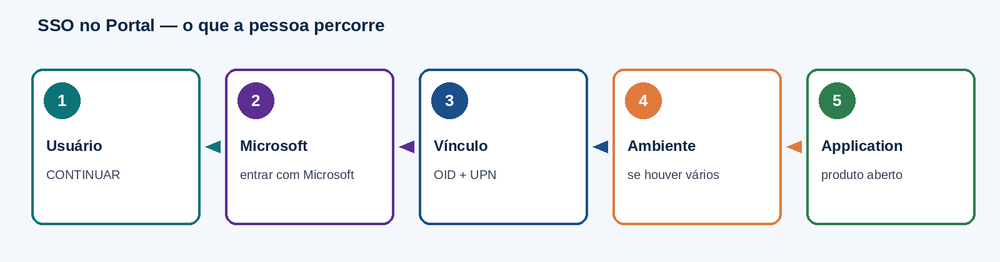 SSO no Portal — o que a pessoa percorre
1
Usuário
CONTINUAR
2
Microsoft
entrar com Microsoft
3
Vínculo
OID + UPN
4
Ambiente
se houver vários
5
Application
produto aberto